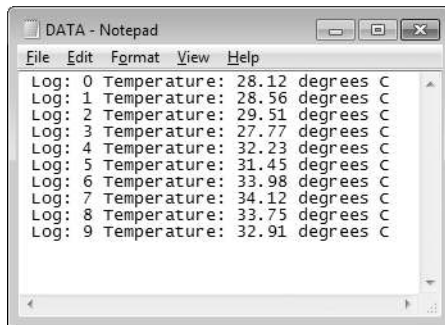 DATA - Notepad
File Edit Format View Help
Log: 0 Temperature: 28.12 degrees C
Log: 1 Temperature: 28.56 degrees C
Log: 2 Temperature: 29.51 degrees C
Log: 3 Temperature: 27.77 degrees C
Log: 4 Temperature: 32.23 degrees C
Log: 5 Temperature: 31.45 degrees C
Log: 6 Temperature: 33.98 degrees C
Log: 7 Temperature: 34.12 degrees C
Log: 8 Temperature: 33.75 degrees C
Log: 9 Temperature: 32.91 degrees C